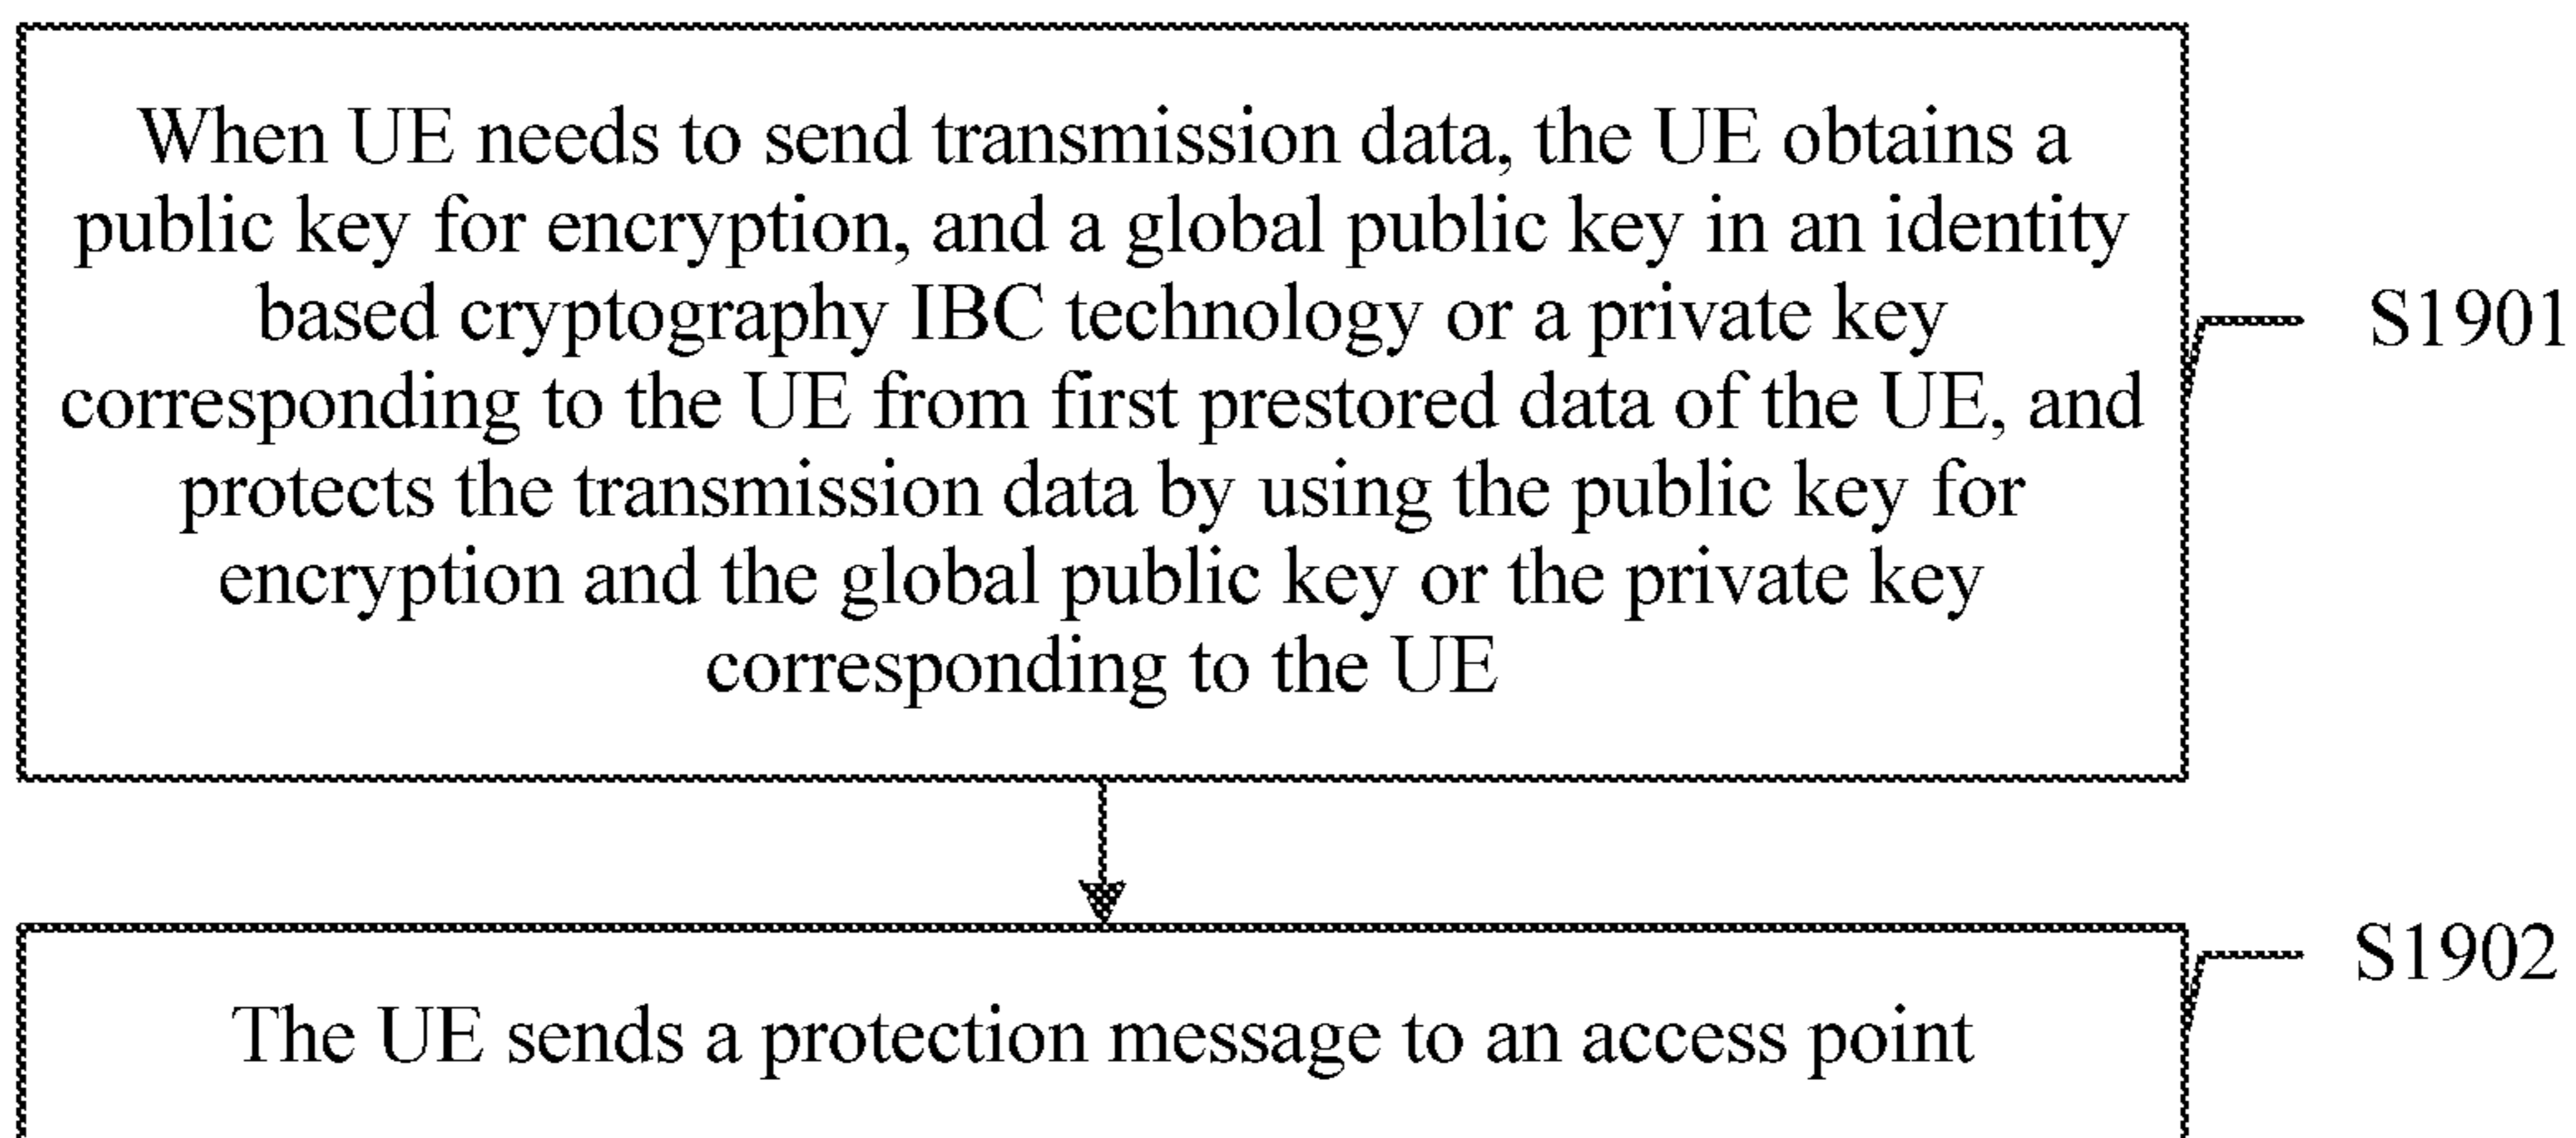 When UE needs to send transmission data, the UE obtains a
public key for encryption, and a global public key in an identity
based cryptography IBC technology or a private key
corresponding to the UE from first prestored data of the UE, and
protects the transmission data by using the public key for
encryption and the global public key or the private key
corresponding to the UE
S1901
S1902
The UE sends a protection message to an access point